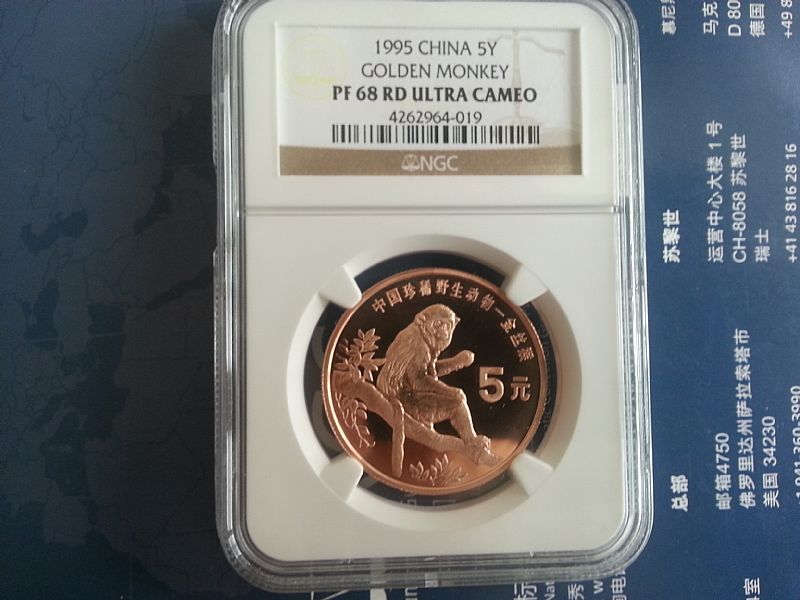 1995 CHINA 5Y
GOLDEN MONKEY
PF 68 RD ULTRA CAMEO
4262964-019
NGC
中国珍稀野生动物—金丝猴
5元
马克
D 80
德国
+49 8
苏黎世
运营中心大楼 1 号
CH-8058 苏黎世
瑞士
+41 43 816 28 16
总部
邮箱4750
佛罗里达州萨拉索塔市
美国 34230